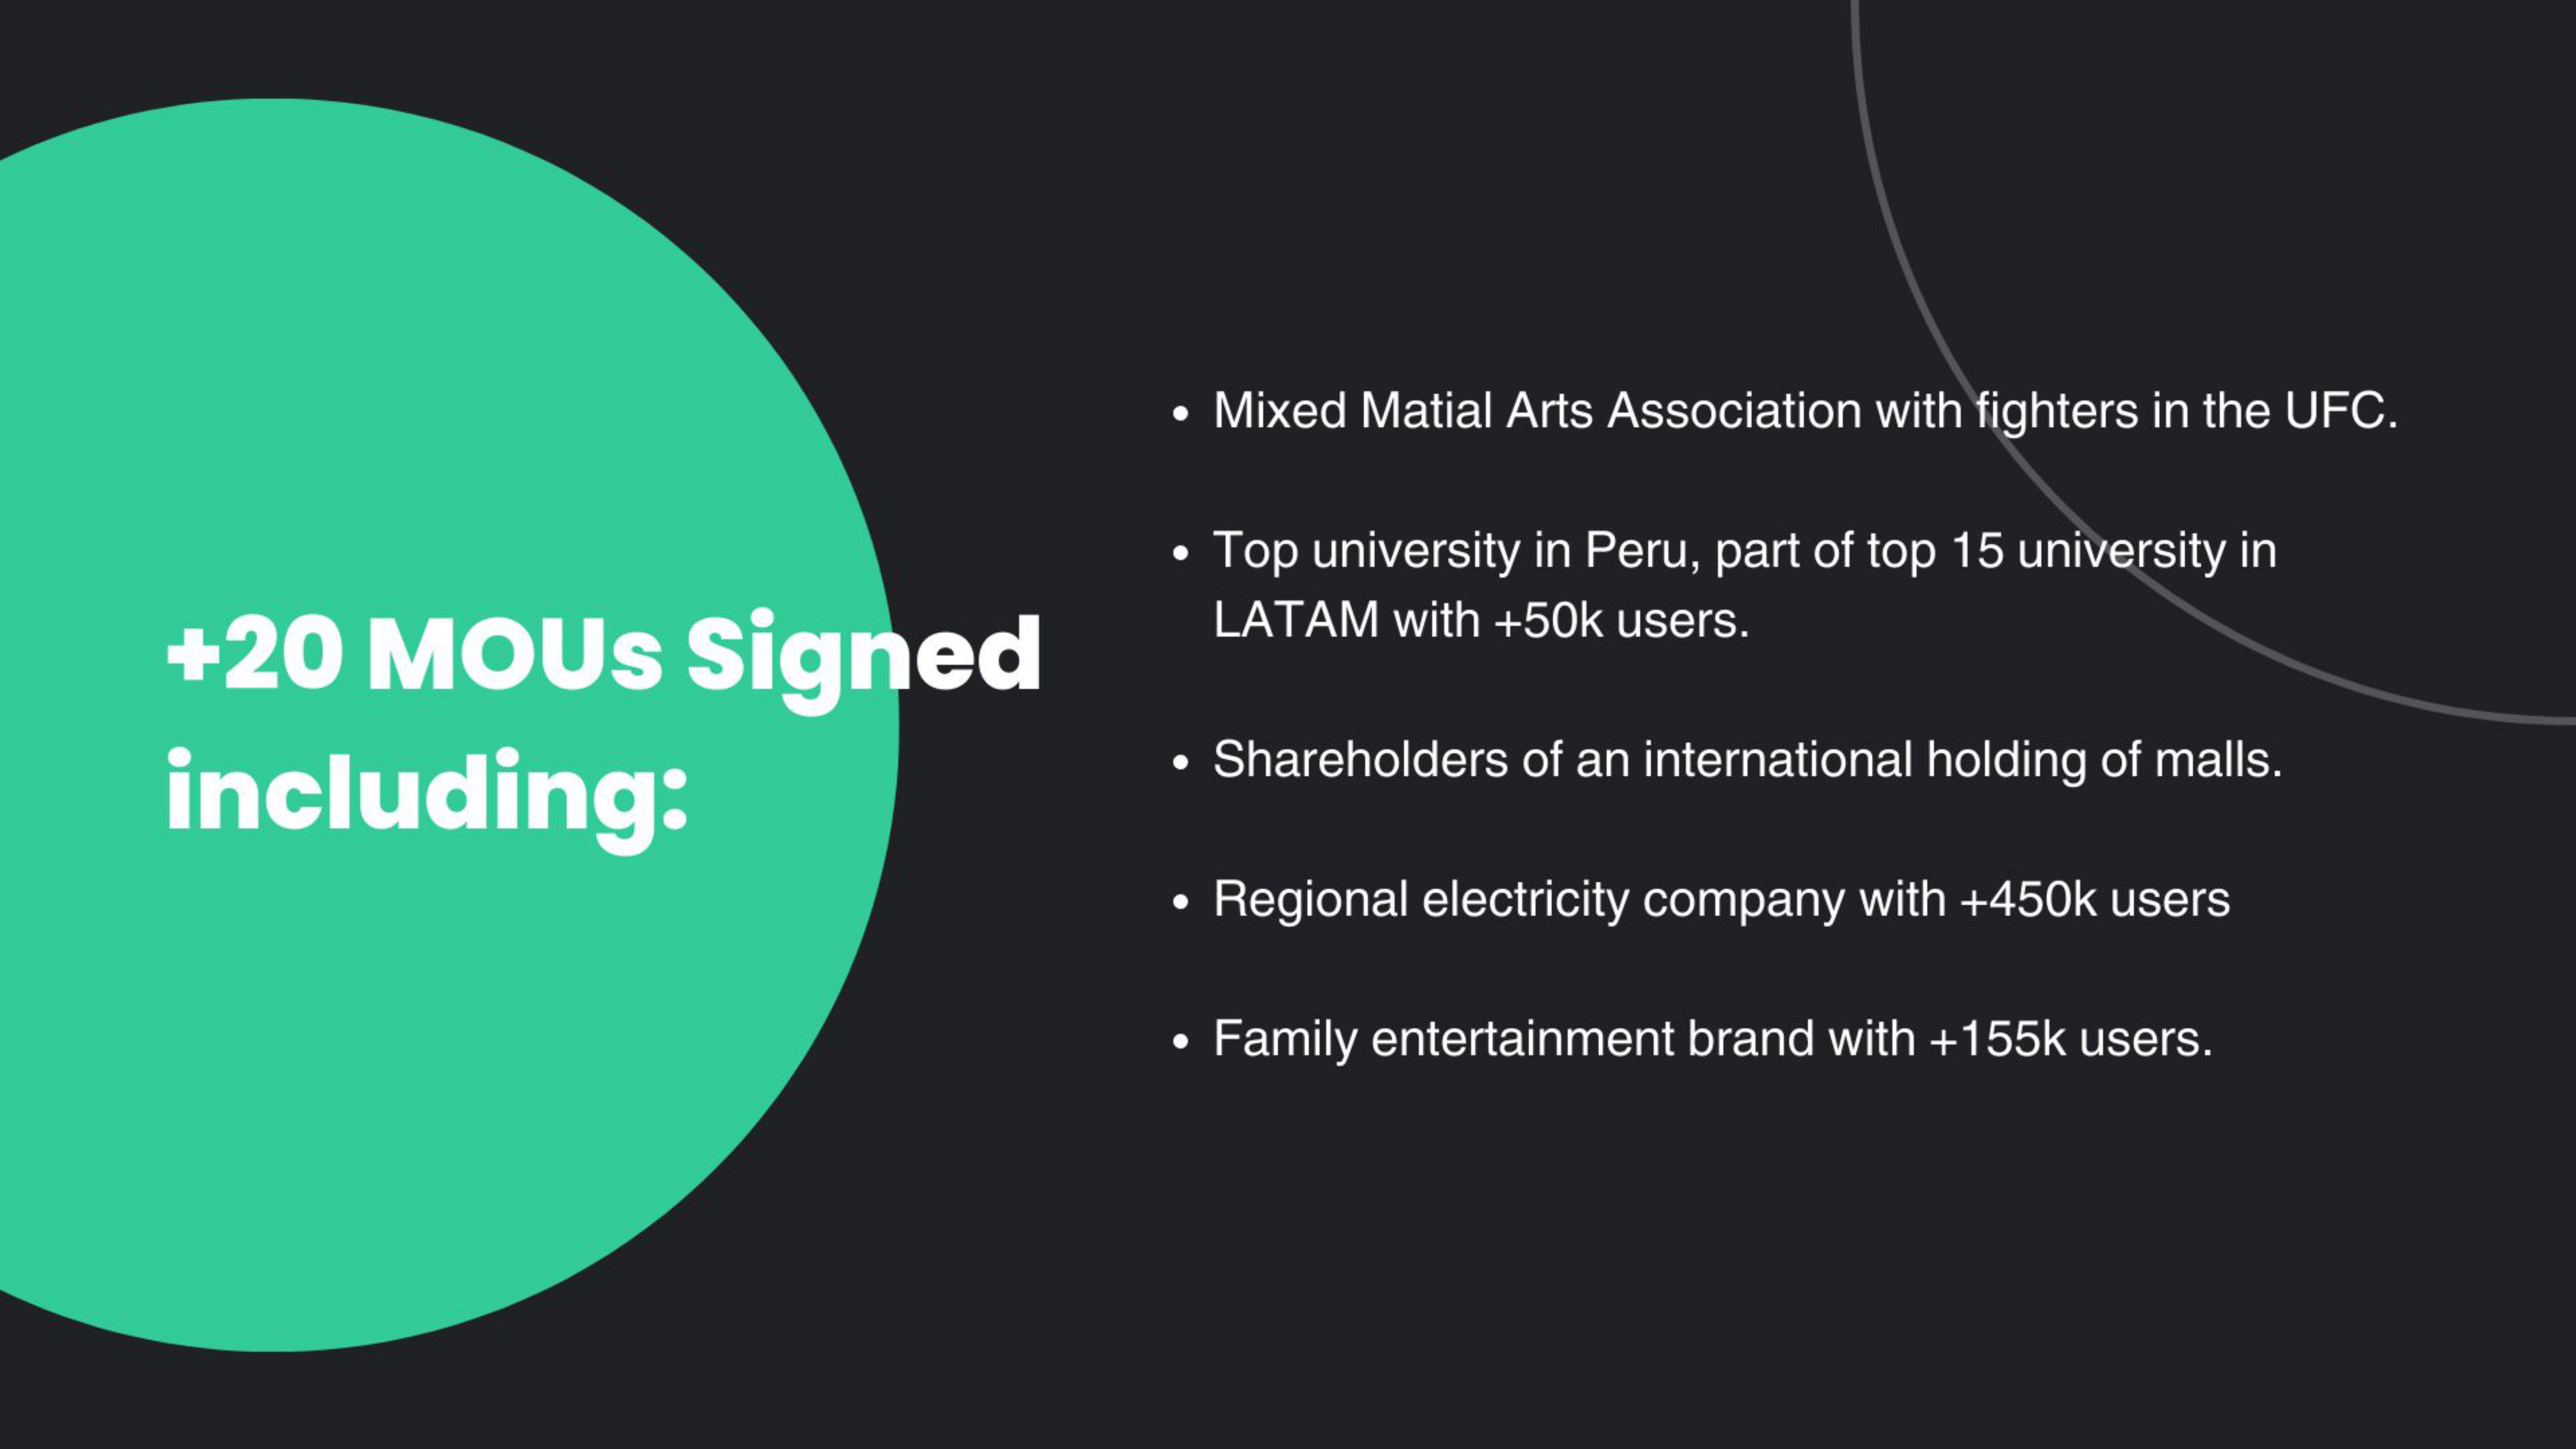 +20 MOUs Signed
including:
• Mixed Matial Arts Association with fighters in the UFC.
• Top university in Peru, part of top 15 university in
LATAM with +50k users.
• Shareholders of an international holding of malls.
• Regional electricity company with +450k users
• Family entertainment brand with +155k users.